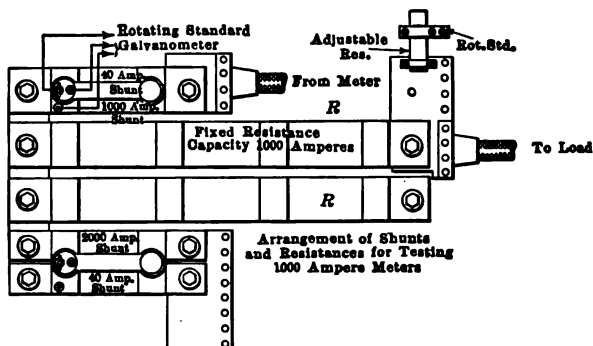 Rotating Standard
Galvanometer
Adjustable
Res.
Rot. Std.
40 Amp.
Shunt
1000 Amp.
Shunt
From Meter
R
Fixed Resistance
Capacity 1000 Amperes
To Load
R
2000 Amp.
Shunt
40 Amp.
Shunt
Arrangement of Shunts
and Resistances for Testing
1000 Ampere Meters